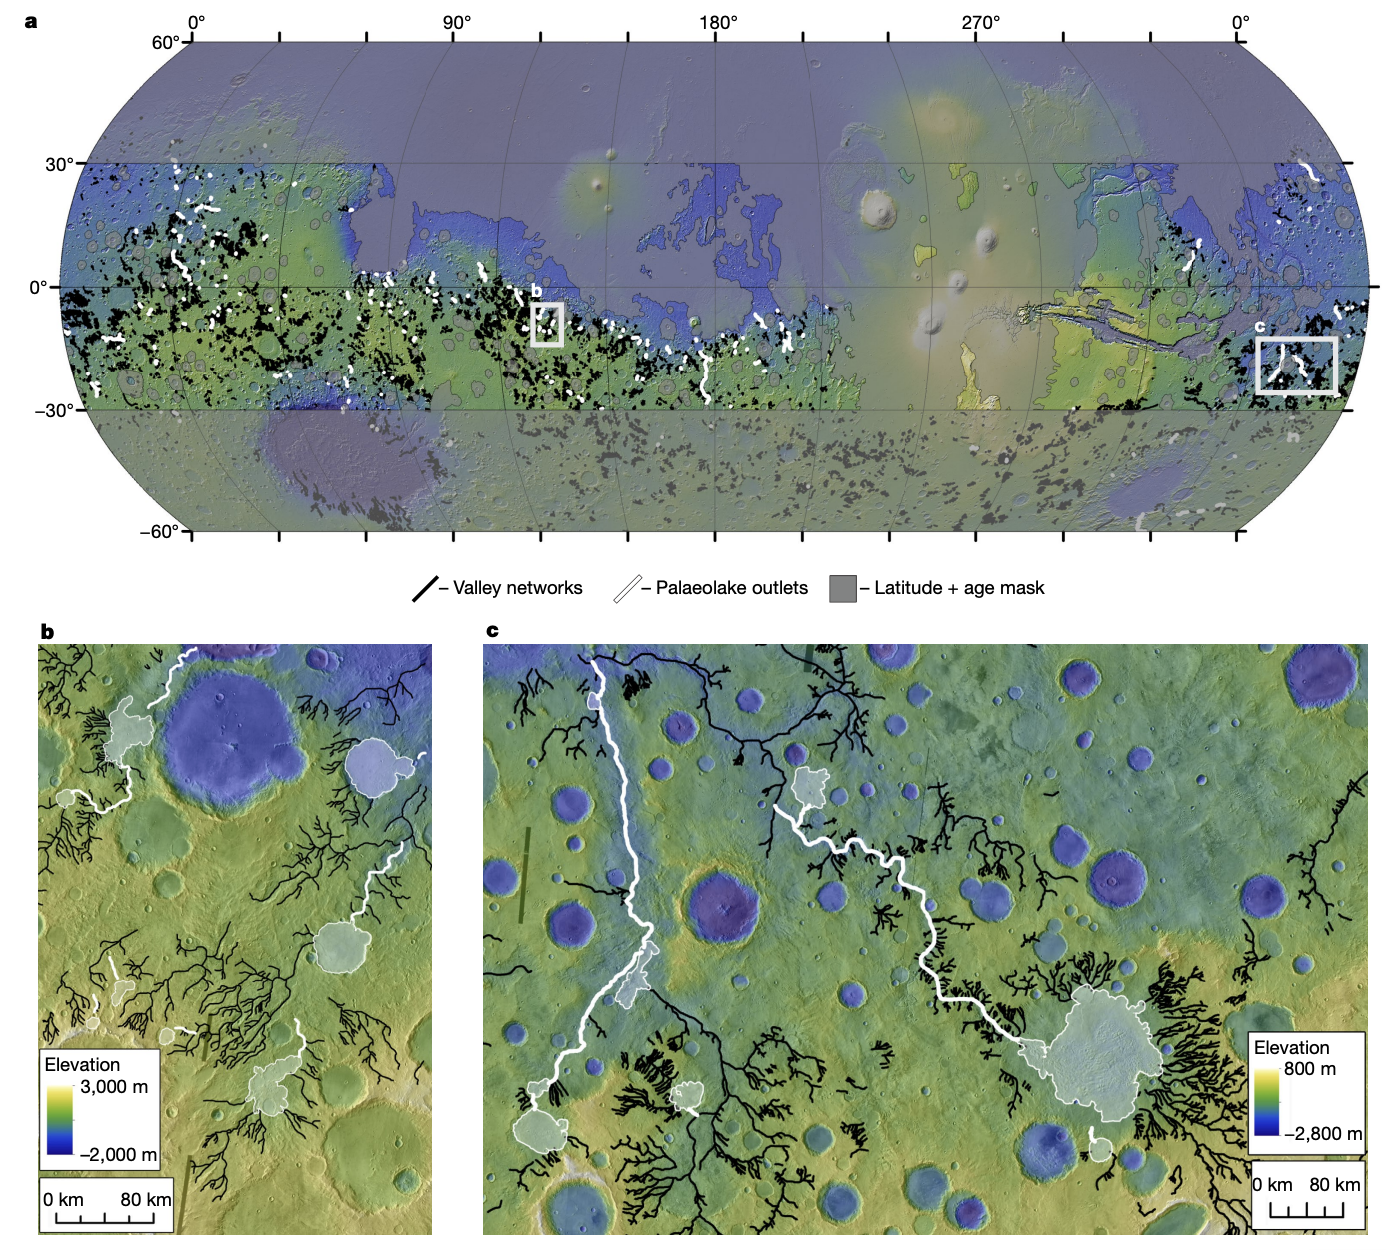 a
0° 90° 180° 270° 0°
60°
30°
0°
−30°
−60°
b
c
– Valley networks – Palaeolake outlets – Latitude + age mask
b
Elevation
3,000 m
−2,000 m
0 km 80 km
c
Elevation
800 m
−2,800 m
0 km 80 km